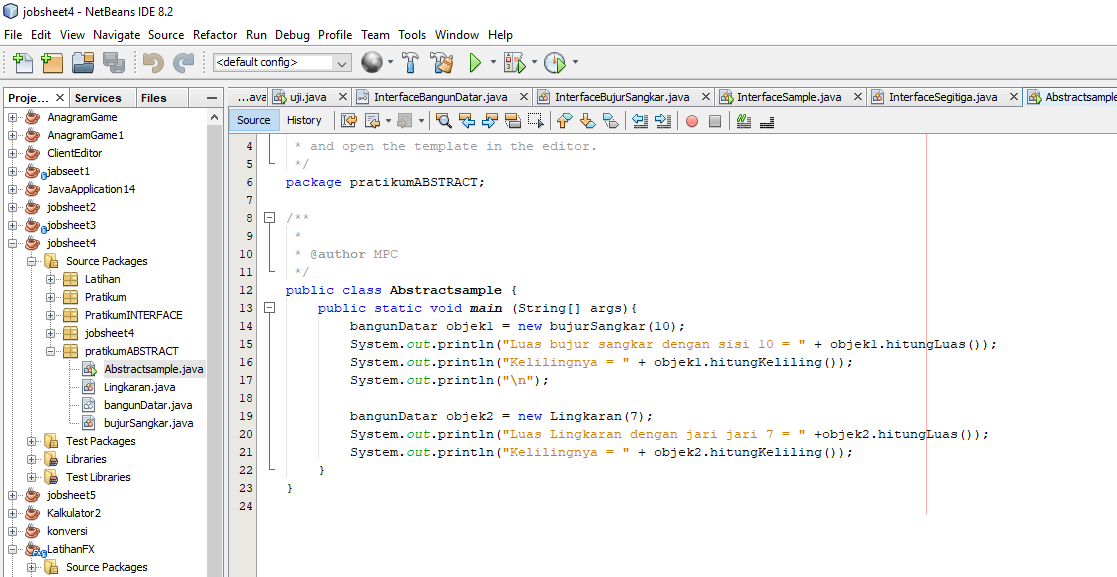 jobsheet4 - NetBeans IDE 8.2
File Edit View Navigate Source Refactor Run Debug Profile Team Tools Window Help
<default config>
Proje... Services Files
...ava uji.java InterfaceBangunDatar.java InterfaceBujurSangkar.java InterfaceSample.java InterfaceSegitiga.java Abstractsample
Source History
AnagramGame
AnagramGame1
ClientEditor
jabseet1
JavaApplication14
jobsheet2
jobsheet3
jobsheet4
Source Packages
Latihan
Pratikum
PratikumINTERFACE
jobsheet4
pratikumABSTRACT
Abstractsample.java
Lingkaran.java
bangunDatar.java
bujurSangkar.java
Test Packages
Libraries
Test Libraries
jobsheet5
Kalkulator2
konversi
LatihanFX
Source Packages
4 * and open the template in the editor.
5 */
6 package pratikumABSTRACT;
7
8 /**
9 *
10 * @author MPC
11 */
12 public class Abstractsample {
13 public static void main (String[] args){
14 bangunDatar objek1 = new bujurSangkar(10);
15 System.out.println("Luas bujur sangkar dengan sisi 10 = " + objek1.hitungLuas());
16 System.out.println("Kelilingnya = " + objek1.hitungKeliling());
17 System.out.println("\n");
18
19 bangunDatar objek2 = new Lingkaran(7);
20 System.out.println("Luas Lingkaran dengan jari jari 7 = " +objek2.hitungLuas());
21 System.out.println("Kelilingnya = " + objek2.hitungKeliling());
22 }
23 }
24